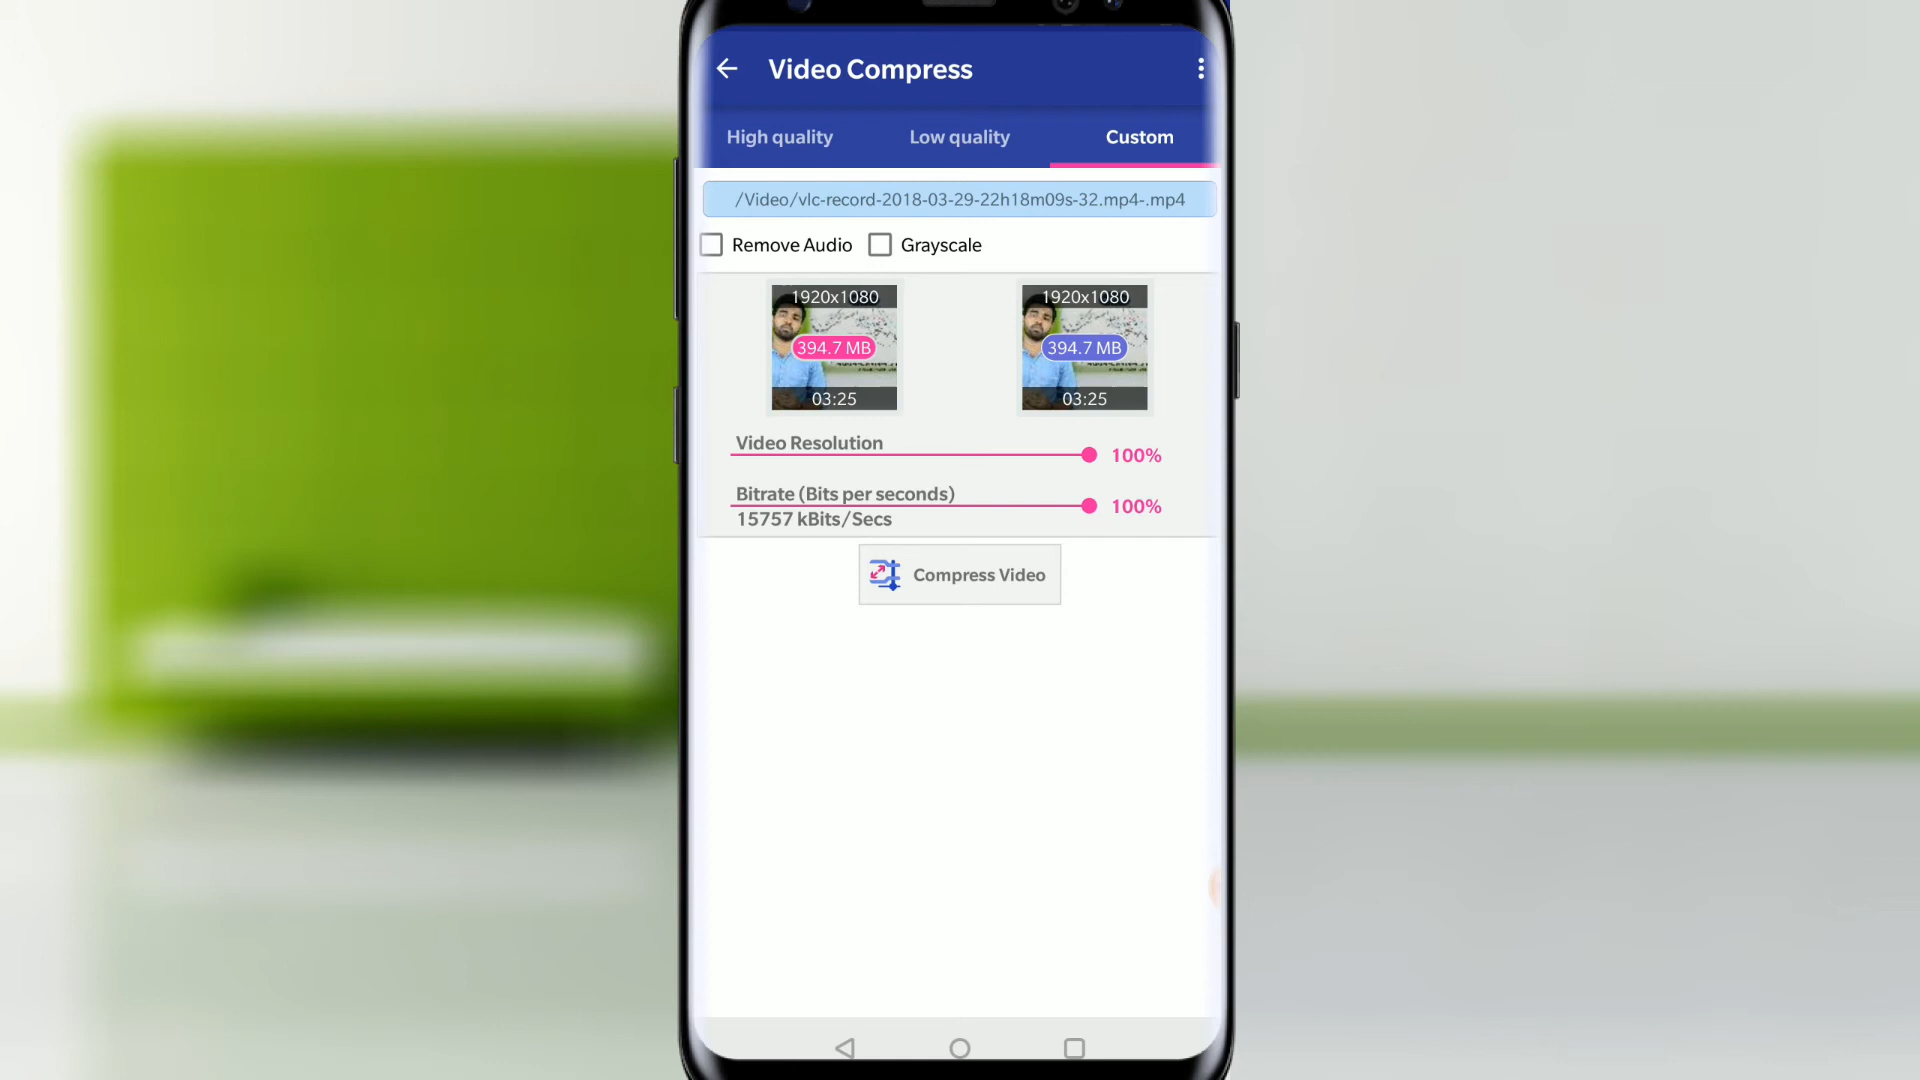 Video Compress
High quality
Low quality
Custom
/Video/vlc-record-2018-03-29-22h18m09s-32.mp4-.mp4
Remove Audio
Grayscale
1920x1080
394.7 MB
03:25
1920x1080
394.7 MB
03:25
Video Resolution
100%
Bitrate (Bits per seconds)
100%
15757 kBits/Secs
Compress Video